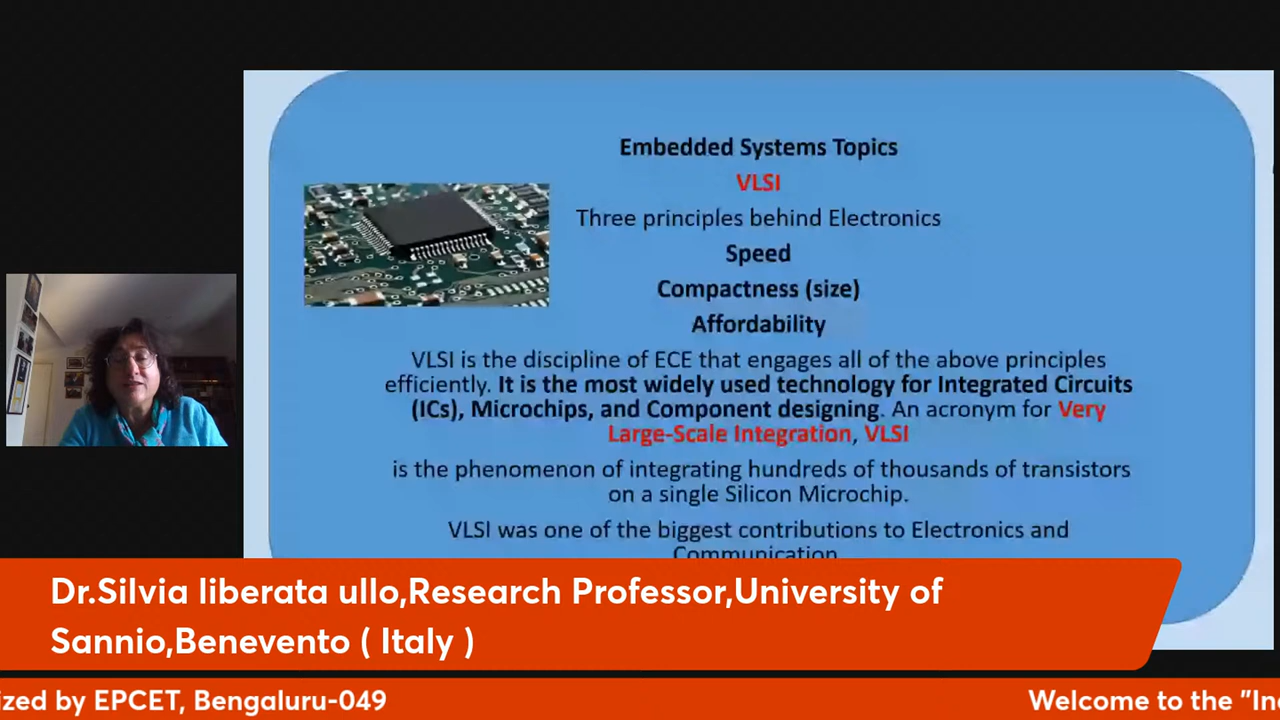 Embedded Systems Topics
VLSI
Three principles behind Electronics
Speed
Compactness (size)
Affordability
VLSI is the discipline of ECE that engages all of the above principles
efficiently. It is the most widely used technology for Integrated Circuits
(ICs), Microchips, and Component designing. An acronym for Very
Large-Scale Integration, VLSI
is the phenomenon of integrating hundreds of thousands of transistors
on a single Silicon Microchip.
VLSI was one of the biggest contributions to Electronics and
Communication
Dr.Silvia liberata ullo,Research Professor,University of
Sannio,Benevento ( Italy )
ized by EPCET, Bengaluru-049
Welcome to the "In